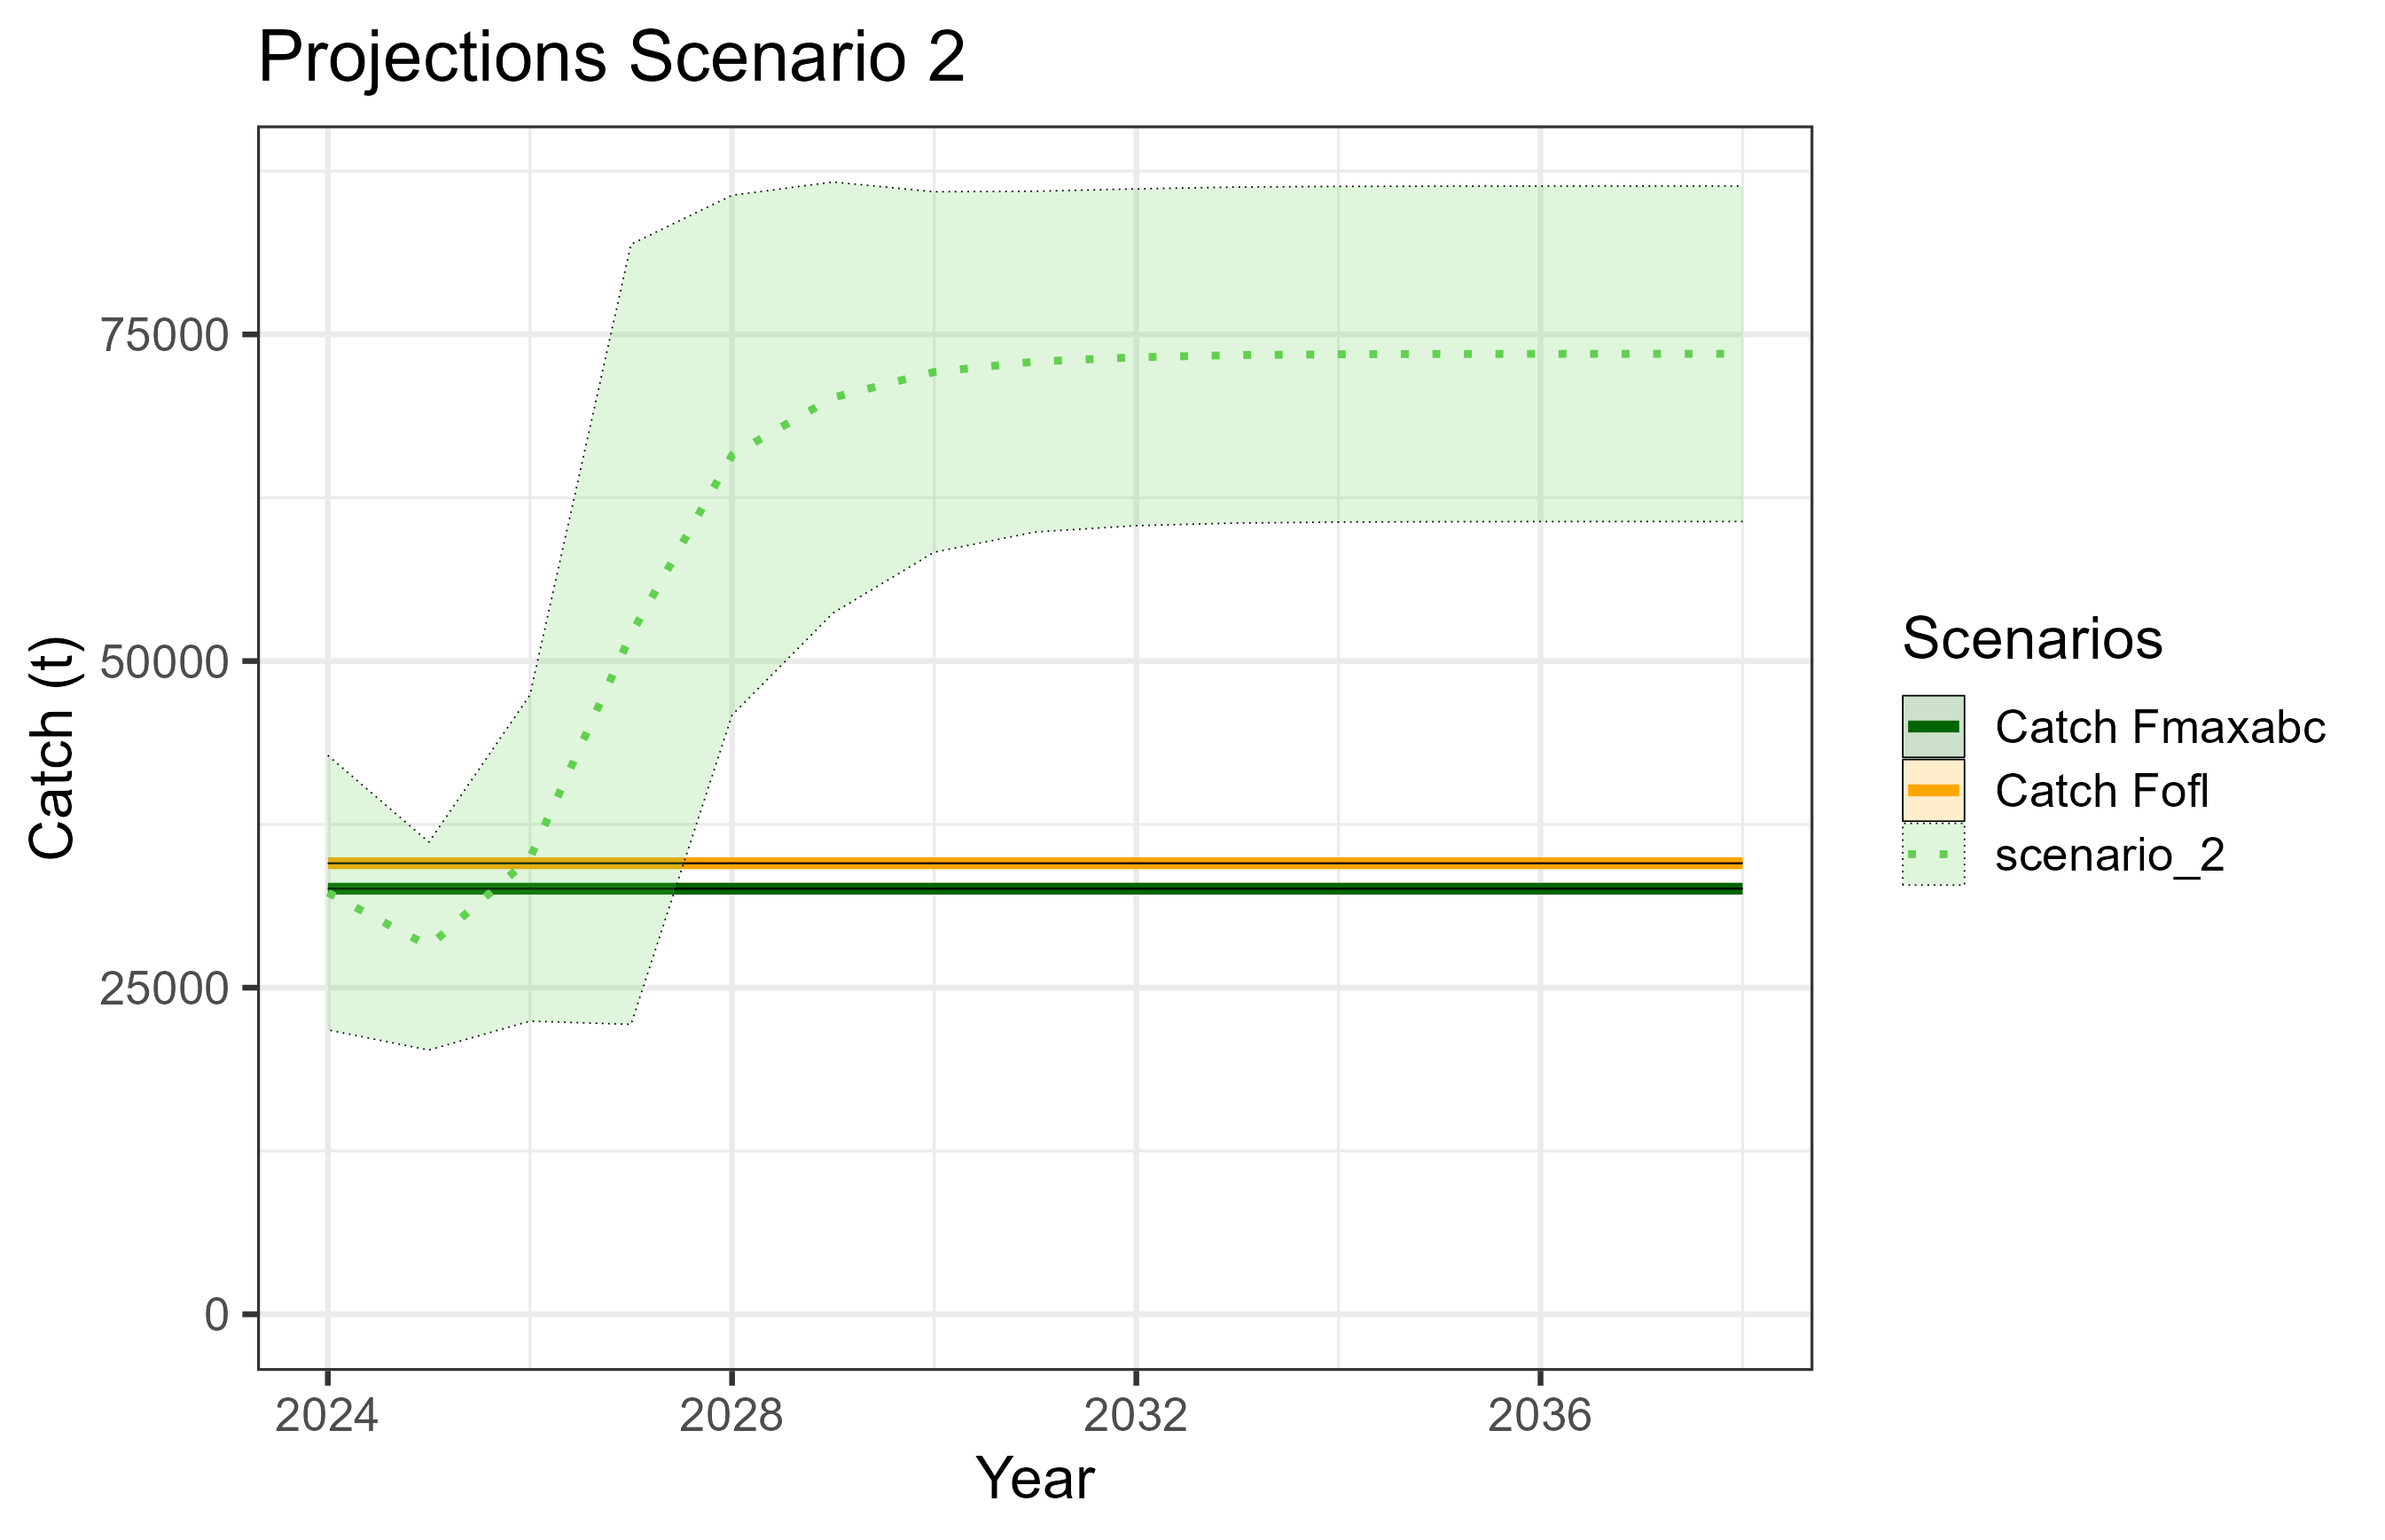 Projections Scenario 2
Catch (t)
75000
50000
25000
0
2024 2028 2032 2036
Year
Scenarios
Catch Fmaxabc
Catch Fofl
scenario_2